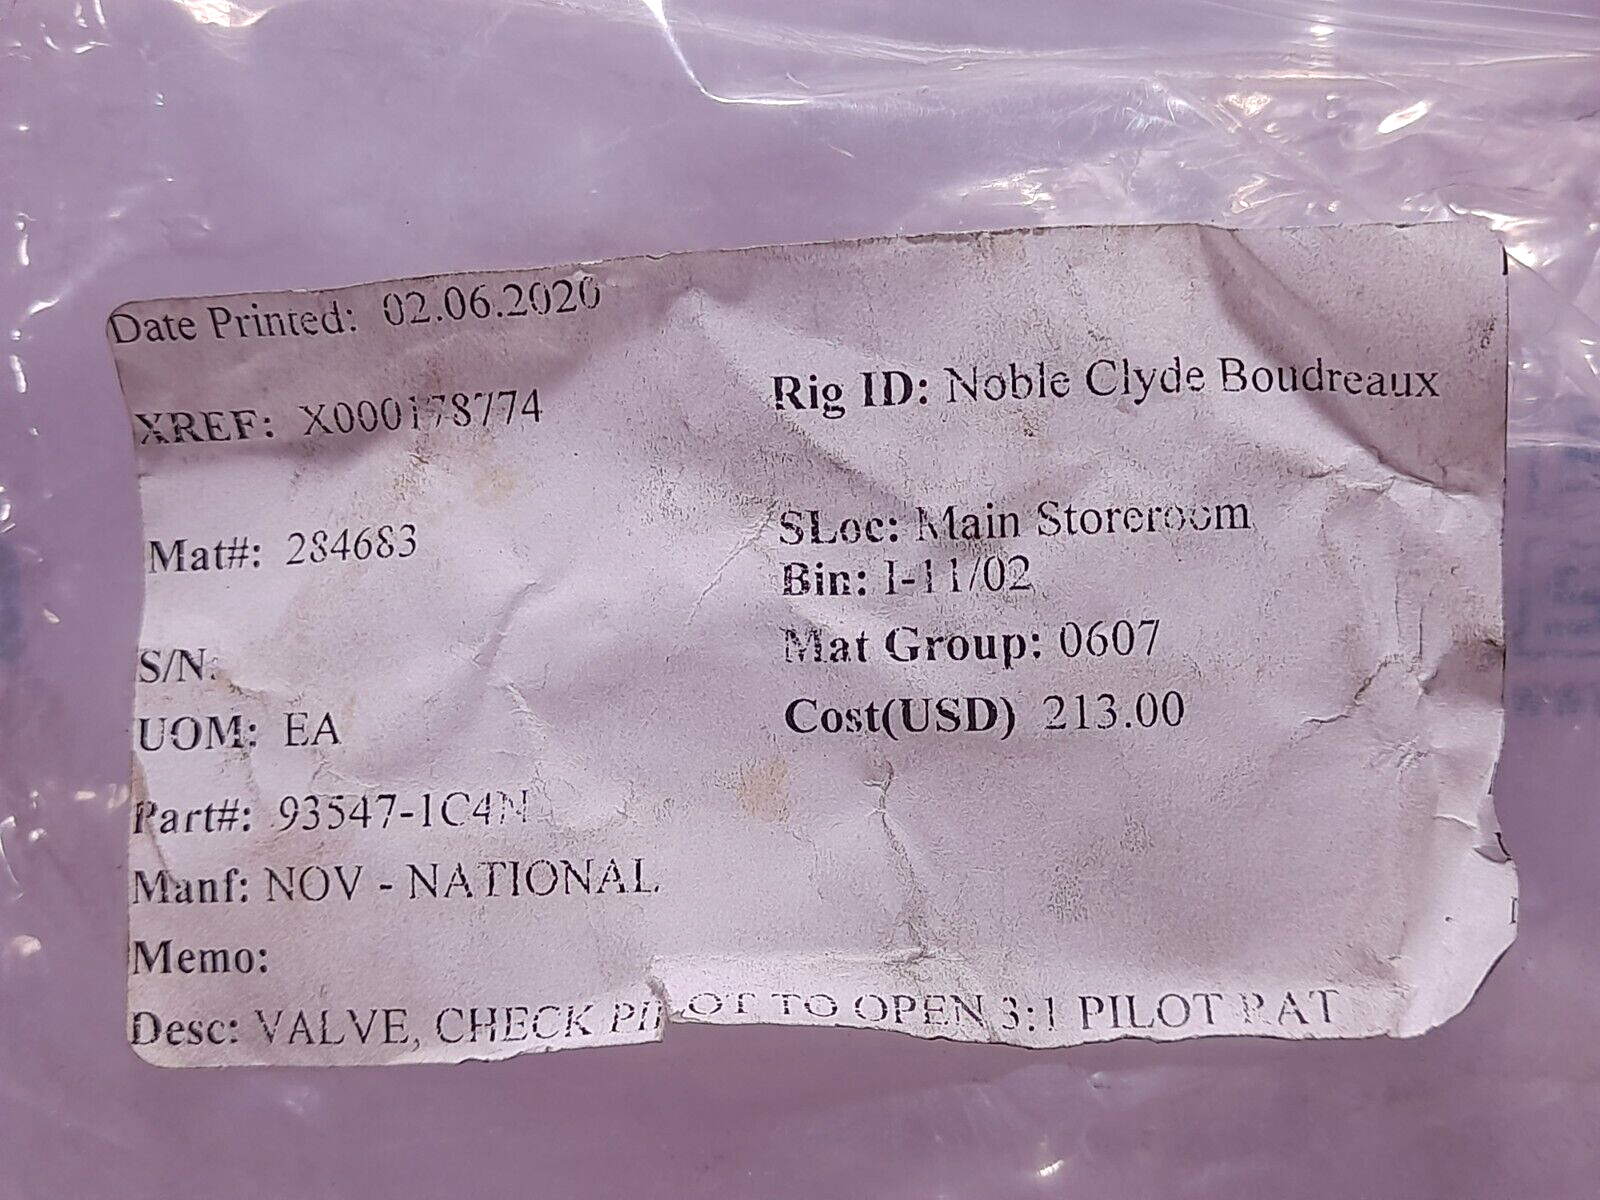 Date Printed: 02.06.2020
XREF: X000178774
Rig ID: Noble Clyde Boudreaux
Mat#: 284683
SLoc: Main Storeroom
Bin: I-11/02
S/N:
Mat Group: 0607
UOM: EA
Cost(USD) 213.00
Part#: 93547-1C4N
Manf: NOV - NATIONAL
Memo:
Desc: VALVE, CHECK PILOT TO OPEN 3:1 PILOT RAT